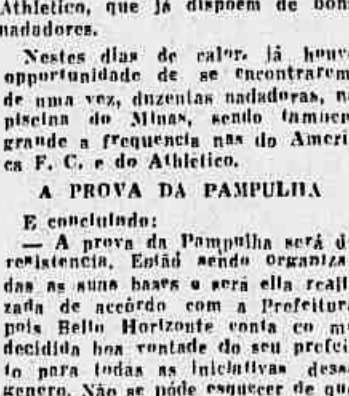 Athletico, que já dispõem de bons
nadadores.
Nestes dias de calor, já houve
opportunidade de se encontrarem
de uma vez, duzentas nadadoras, na
piscina do Minas, sendo tambem
grande a frequencia nas do Ameri
ca F. C. e do Athletico.
A PROVA DA PAMPULHA
E concluindo:
— A prova da Pampulha será de
resistencia. Estão sendo organiza
das as suas bases e será ella reali
zada de accôrdo com a Prefeitura
pois Bello Horizonte conta co m
decidida boa vontade do seu prefei
to para todas as iniciativas desse
genero. Não se póde esquecer de que